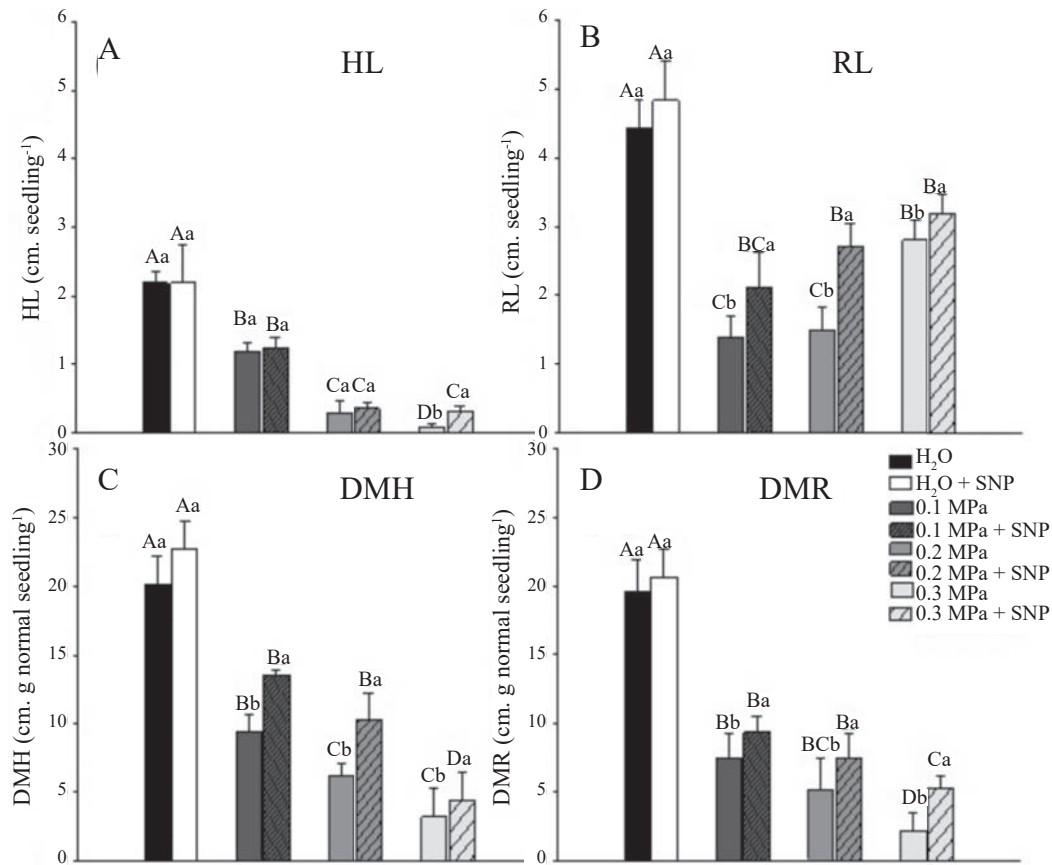 A
HL
HL (cm. seedling-1)
6
5
4
3
2
1
0
Aa
Aa
Ba
Ba
Ca
Ca
Db
Ca
B
RL
RL (cm. seedling-1)
6
5
4
3
2
1
0
Aa
Aa
Cb
BCa
Cb
Ba
Bb
Ba
C
DMH
DMH (cm. g normal seedling1)
30
25
20
15
10
5
0
Aa
Aa
Bb
Ba
Cb
Ba
Cb
Da
D
DMR
DMR (cm. g normal seedling1)
30
25
20
15
10
5
0
Aa
Aa
Bb
Ba
BCb
Ba
Db
Ca
H2O
H2O + SNP
0.1 MPa
0.1 MPa + SNP
0.2 MPa
0.2 MPa + SNP
0.3 MPa
0.3 MPa + SNP